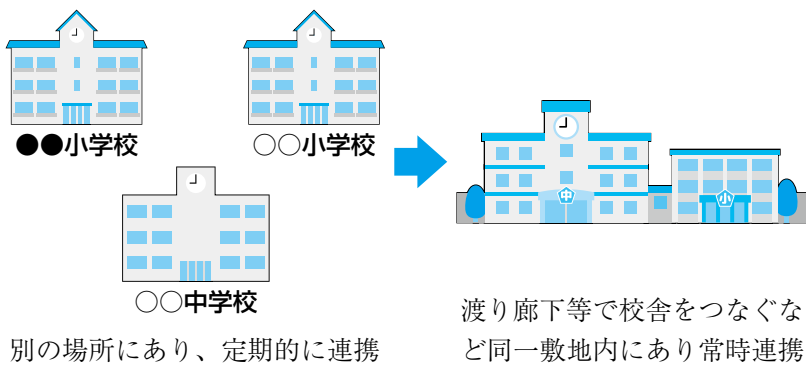 ●●小学校
○○小学校
○○中学校
中
小
別の場所にあり、定期的に連携
渡り廊下等で校舎をつなぐな
ど同一敷地内にあり常時連携